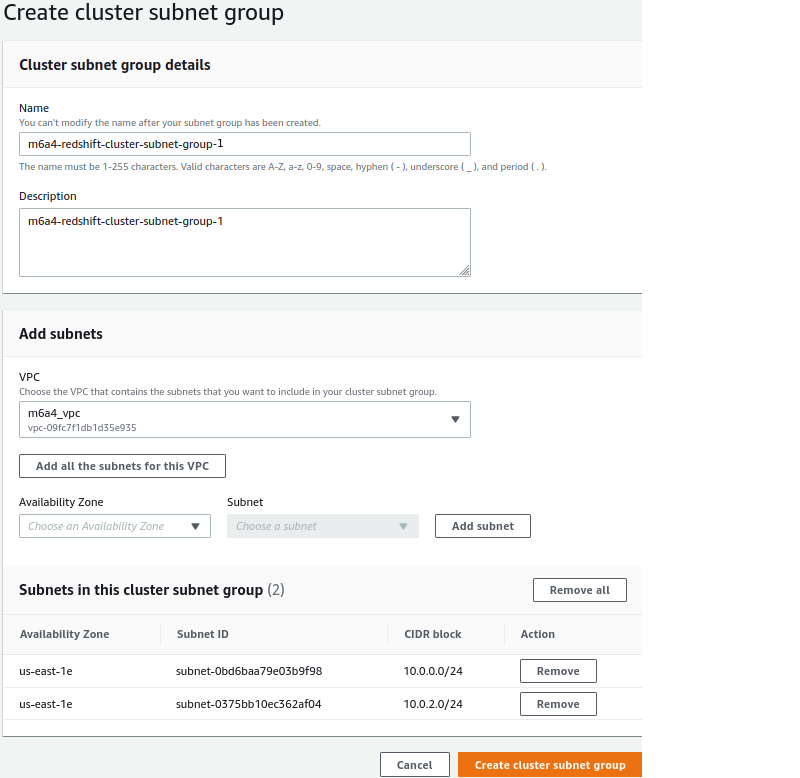 Create cluster subnet group
Cluster subnet group details
Name
You can't modify the name after your subnet group has been created.
m6a4-redshift-cluster-subnet-group-1
The name must be 1-255 characters. Valid characters are A-Z, a-z, 0-9, space, hyphen ( - ), underscore ( _ ), and period ( . ).
Description
m6a4-redshift-cluster-subnet-group-1
Add subnets
VPC
Choose the VPC that contains the subnets that you want to include in your cluster subnet group.
m6a4_vpc
vpc-09fc7f1db1d35e935
Add all the subnets for this VPC
Availability Zone Subnet
Choose an Availability Zone Choose a subnet Add subnet
Subnets in this cluster subnet group (2) Remove all
Availability Zone Subnet ID CIDR block Action
us-east-1e subnet-0bd6baa79e03b9f98 10.0.0.0/24 Remove
us-east-1e subnet-0375bb10ec362af04 10.0.2.0/24 Remove
Cancel Create cluster subnet group